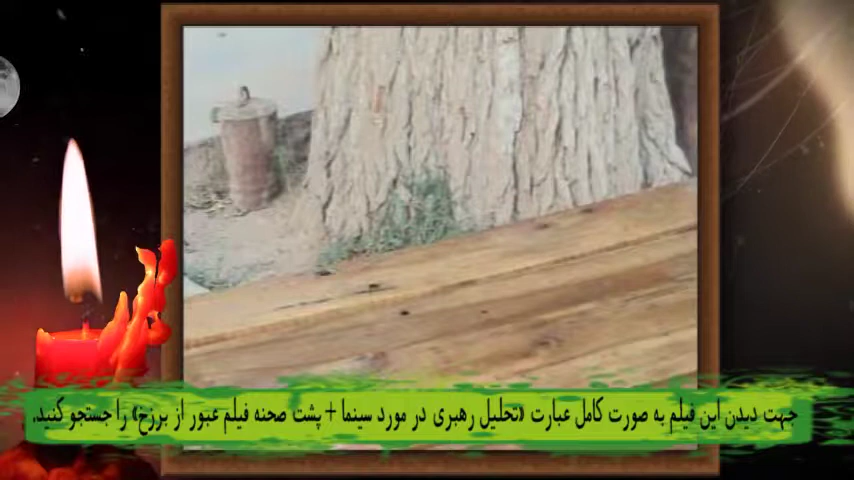 جهت دیدن این فیلم به صورت کامل عبارت «تحلیل رهبری در مورد سینما + پشت صحنه فیلم عبور از برزخ» را جستجو کنید.